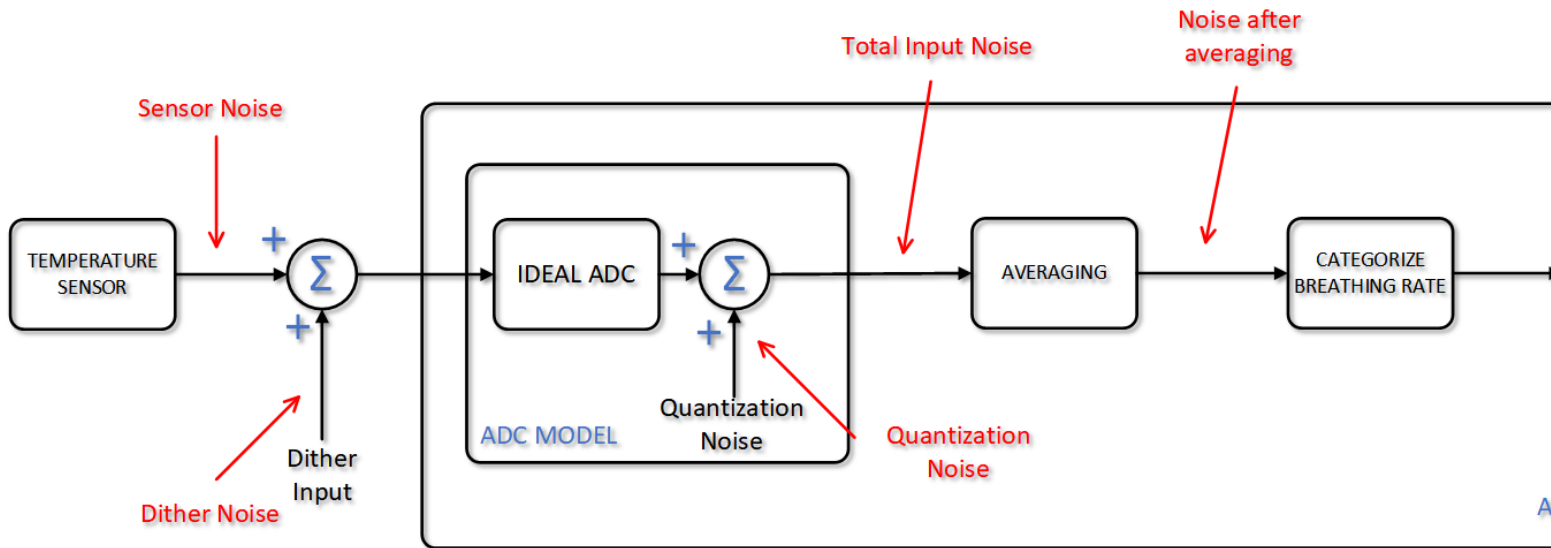 Noise after
averaging
Total Input Noise
Sensor Noise
TEMPERATURE
SENSOR
+
Σ
+
IDEAL ADC
+
Σ
+
AVERAGING
CATEGORIZE
BREATHING RATE
Quantization
Noise
ADC MODEL
Quantization
Noise
Dither
Input
Dither Noise
A